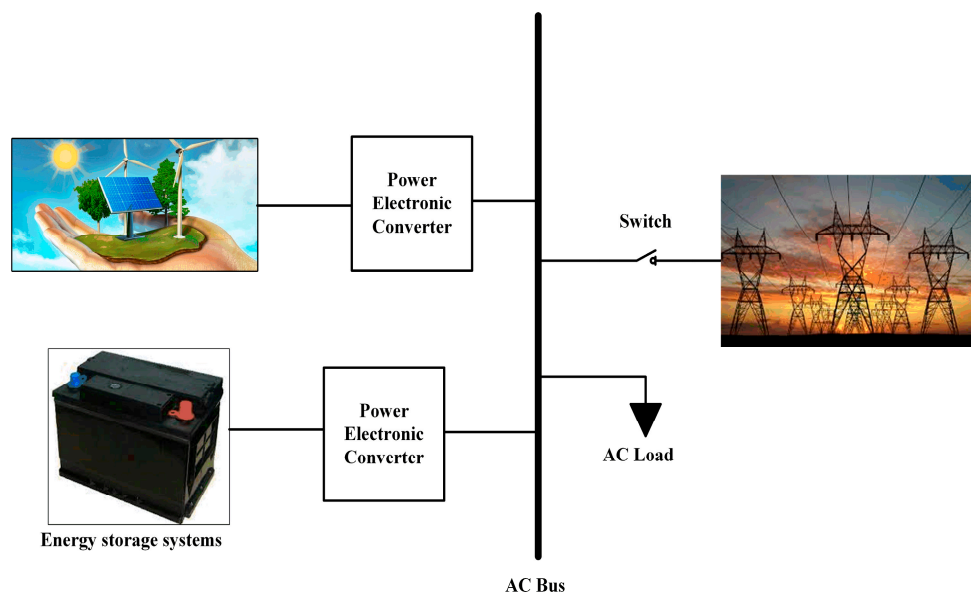 Power
Electronic
Converter
Switch
Power
Electronic
Converter
AC Load
Energy storage systems
AC Bus